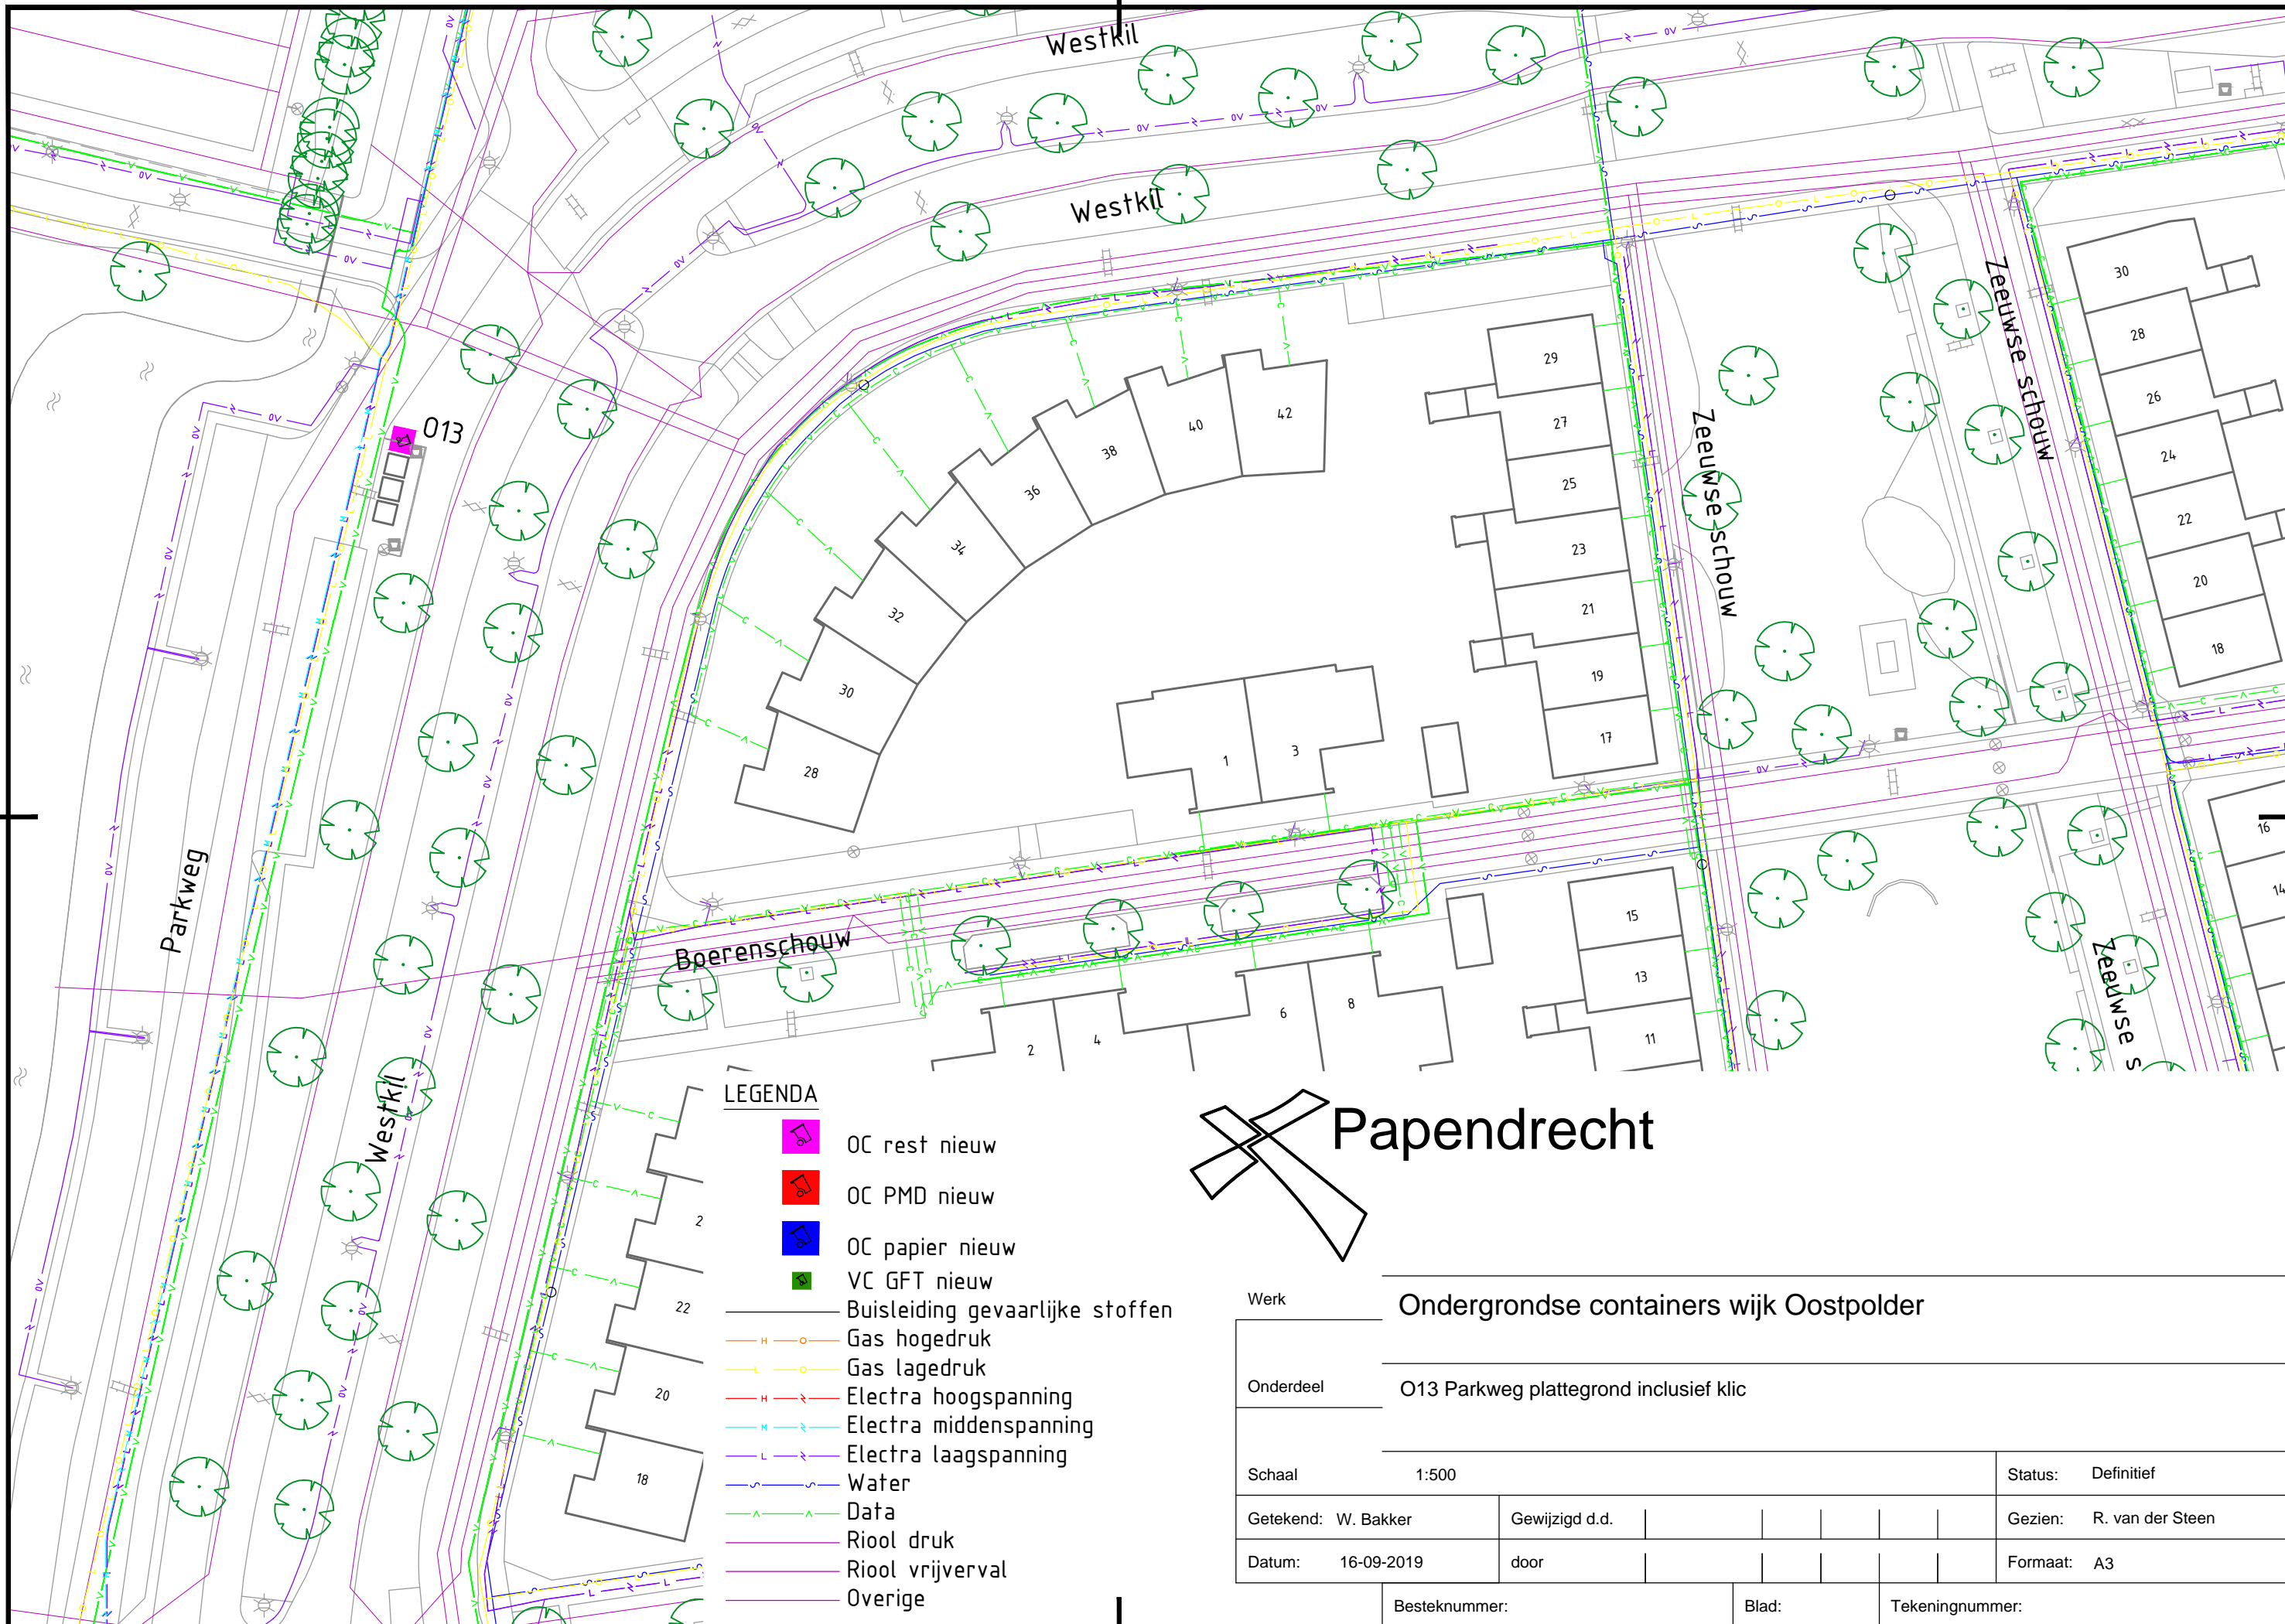 Westkil
Westkil
O13
Zeeuwse schouw
Zeeuwse schouw
30
28
26
24
22
20
18
29
27
25
23
21
19
17
42
40
38
36
34
32
30
28
1
3
Parkweg
Boerenschouw
Westkil
2
4
6
8
15
13
11
16
14
Zeeuwse s
2
22
20
18
LEGENDA
OC rest nieuw
OC PMD nieuw
OC papier nieuw
VC GFT nieuw
Buisleiding gevaarlijke stoffen
Gas hogedruk
Gas lagedruk
Electra hoogspanning
Electra middenspanning
Electra laagspanning
Water
Data
Riool druk
Riool vrijverval
Overige
Papendrecht
Werk Ondergrondse containers wijk Oostpolder
Onderdeel O13 Parkweg plattegrond inclusief klic
Schaal 1:500 Status: Definitief
Getekend: W. Bakker Gewijzigd d.d. Gezien: R. van der Steen
Datum: 16-09-2019 door Formaat: A3
Besteknummer: Blad: Tekeningnummer: